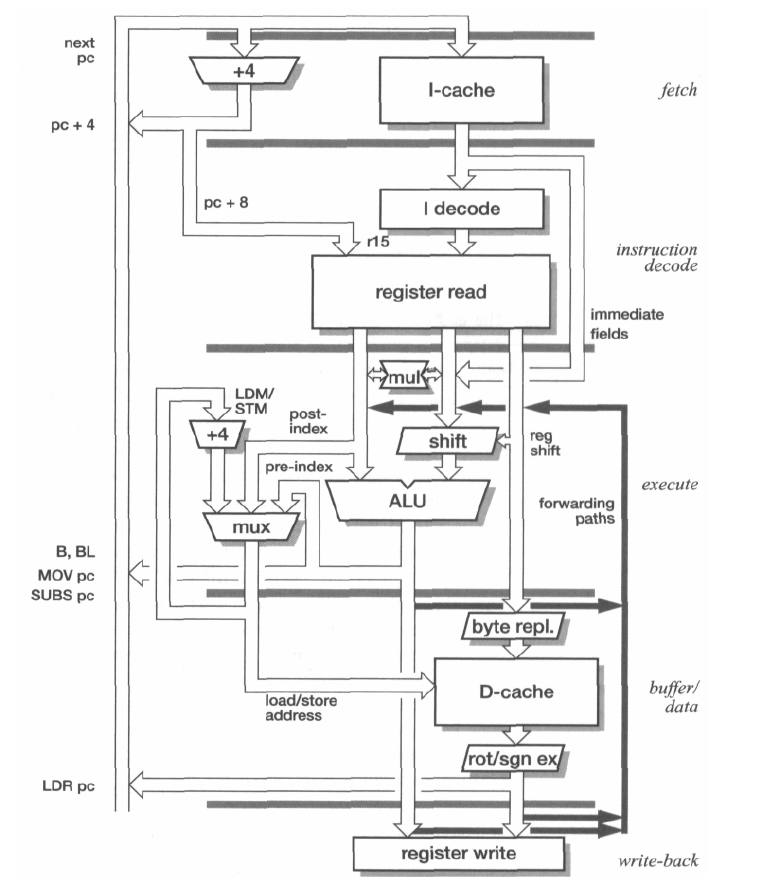 next
pc
+4
I-cache
fetch
pc + 4
pc + 8
I decode
r15
instruction
decode
register read
immediate
fields
mul
LDM/
STM
post-
index
+4
shift
reg
shift
pre-index
execute
ALU
forwarding
paths
mux
B, BL
MOV pc
SUBS pc
byte repl.
D-cache
buffer/
data
load/store
address
rot/sgn ex
LDR pc
register write
write-back